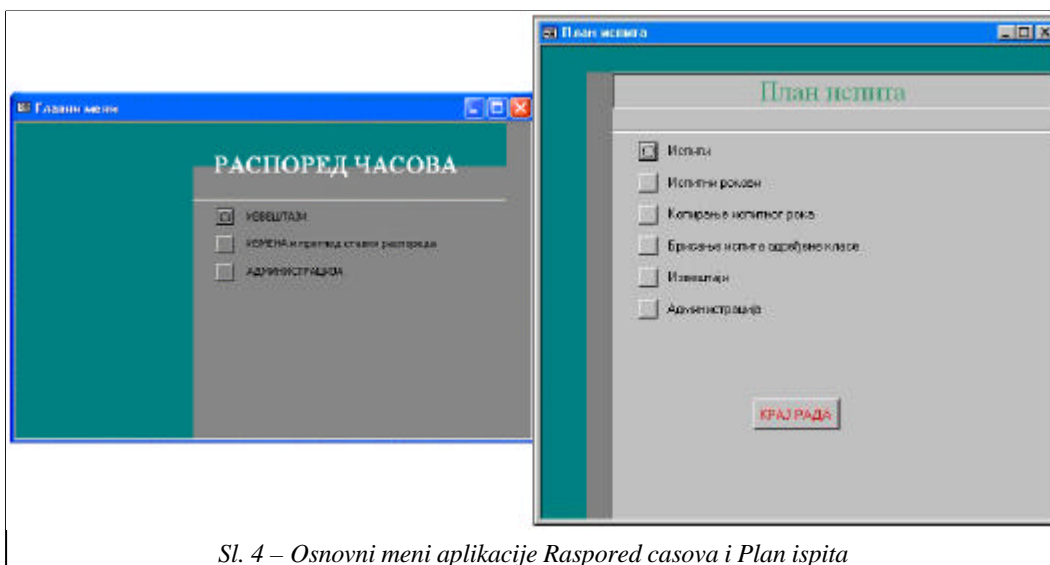 Главни мени
РАСПОРЕД ЧАСОВА
ИЗВЕШТАЈИ
ИЗМЕНА и преглед ставки распореда
АДМИНИСТРАЦИЈА
План испита
План испита
Испити
Испитни рокови
Копирање испитног рока
Брисање испита одређене класе
Извештаји
Администрација
КРАЈ РАДА
Sl. 4 – Osnovni meni aplikacije Raspored casova i Plan ispita